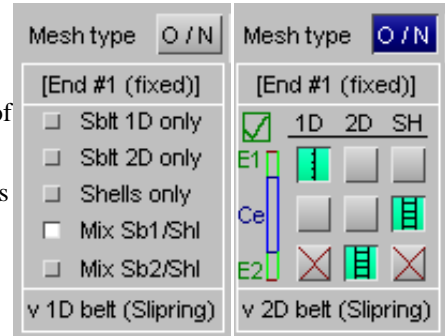 Mesh type O / N
[End #1 (fixed)]
of
Sblt 1D only
Sblt 2D only
s
Shells only
Mix Sb1/Shl
Mix Sb2/Shl
v 1D belt (Slipring)
Mesh type O / N
[End #1 (fixed)]
1D 2D SH
E1
Ce
E2
v 2D belt (Slipring)